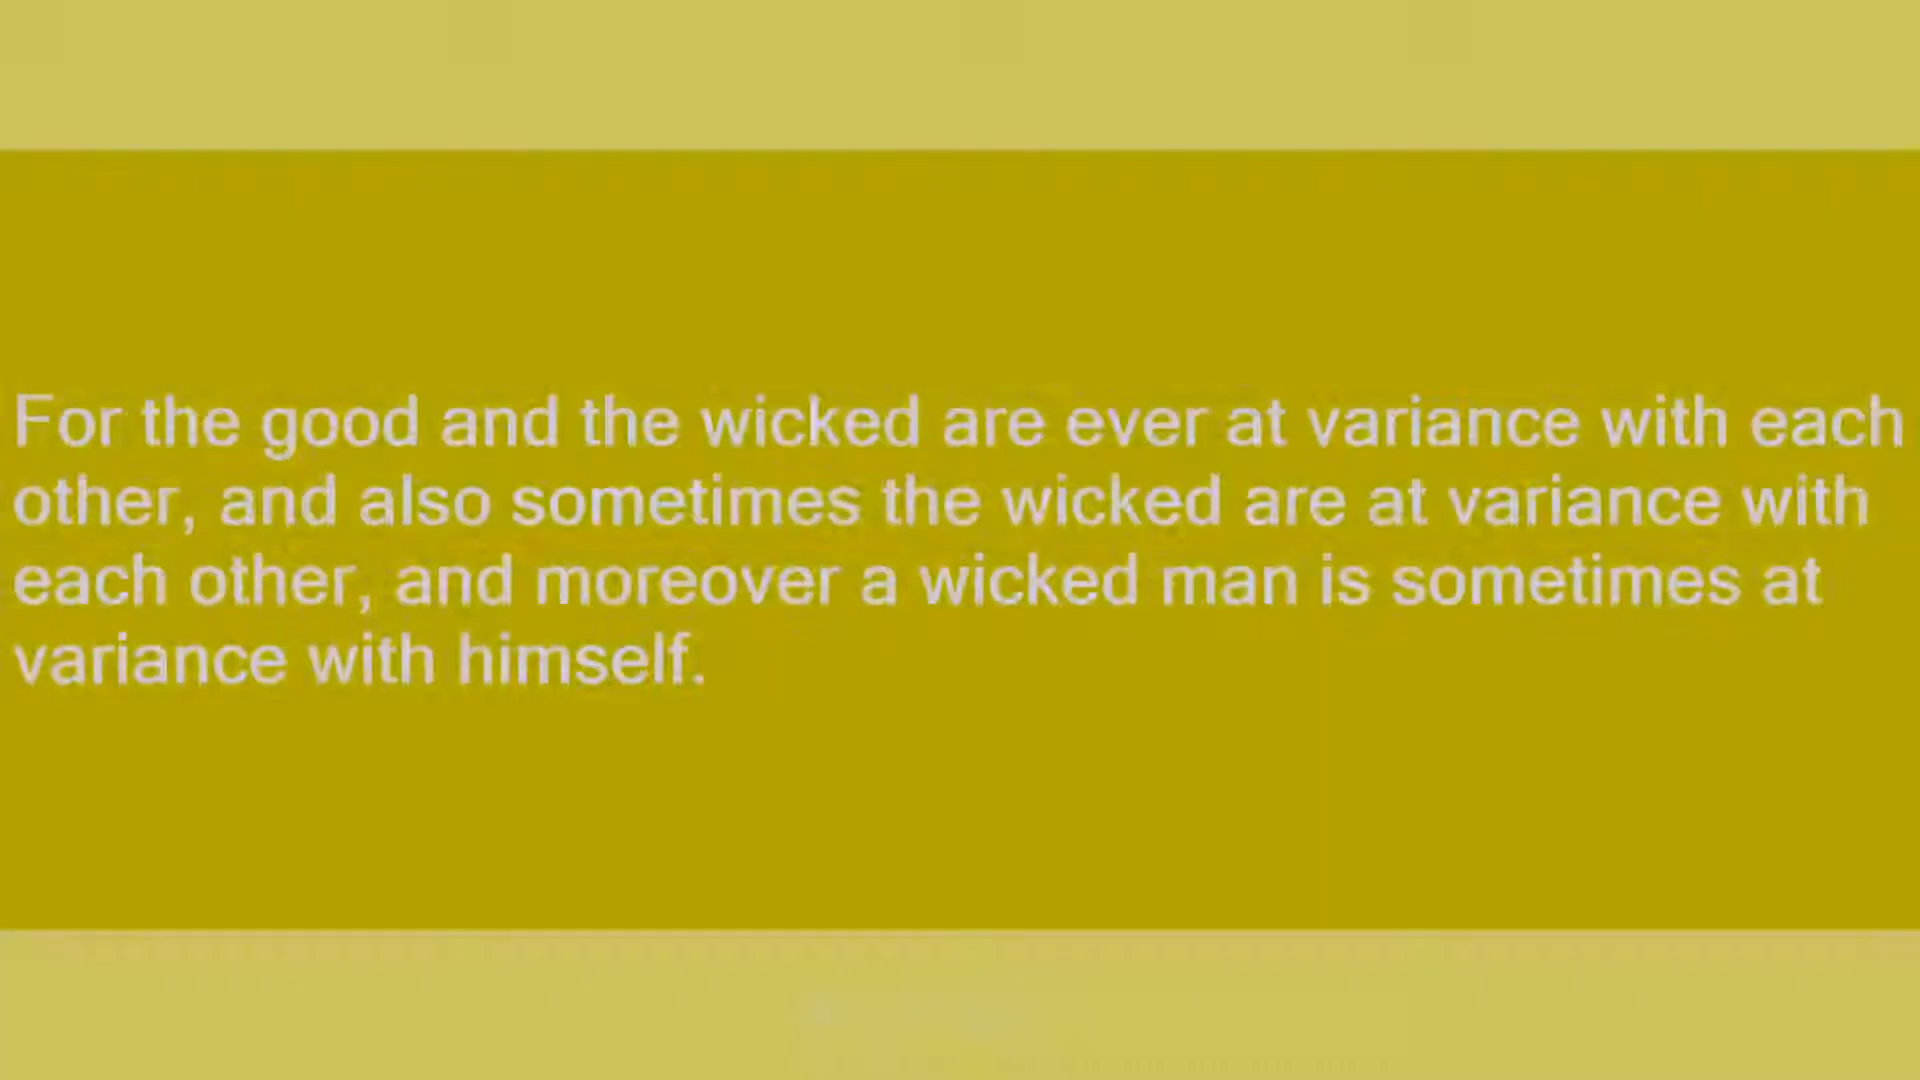 For the good and the wicked are ever at variance with each
other, and also sometimes the wicked are at variance with
each other, and moreover a wicked man is sometimes at
variance with himself.